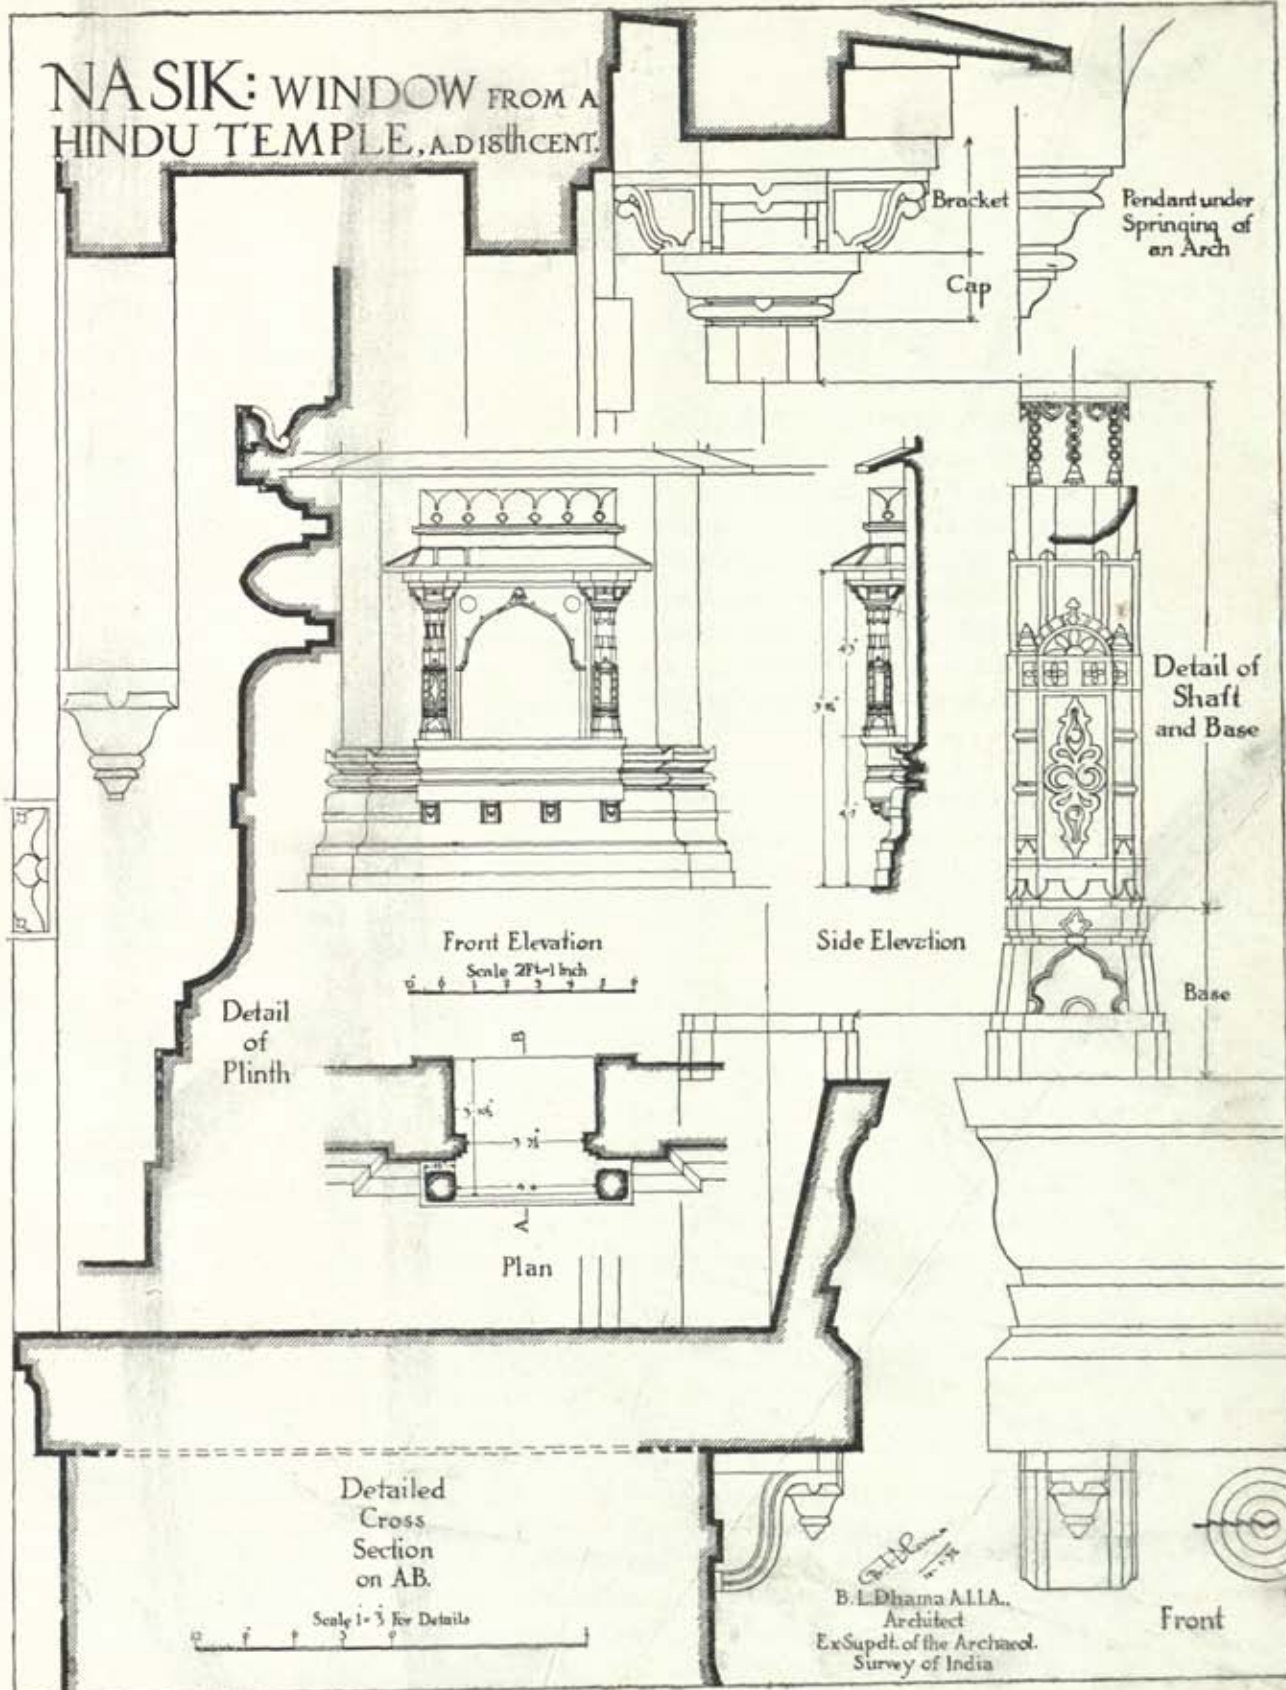 NASIK: WINDOW FROM A
HINDU TEMPLE, A.D 18th CENT.
Bracket
Cap
Pendant under
Springing of
an Arch
Detail of
Shaft
and Base
Base
Front Elevation
Scale 2Ft=1 Inch
Side Elevation
Detail
of
Plinth
B
A
Plan
Detailed
Cross
Section
on A.B.
Scale 1"=3" For Details
B. L. Dhama A.I.I.A.,
Architect
Ex-Supdt. of the Archaeol.
Survey of India
Front